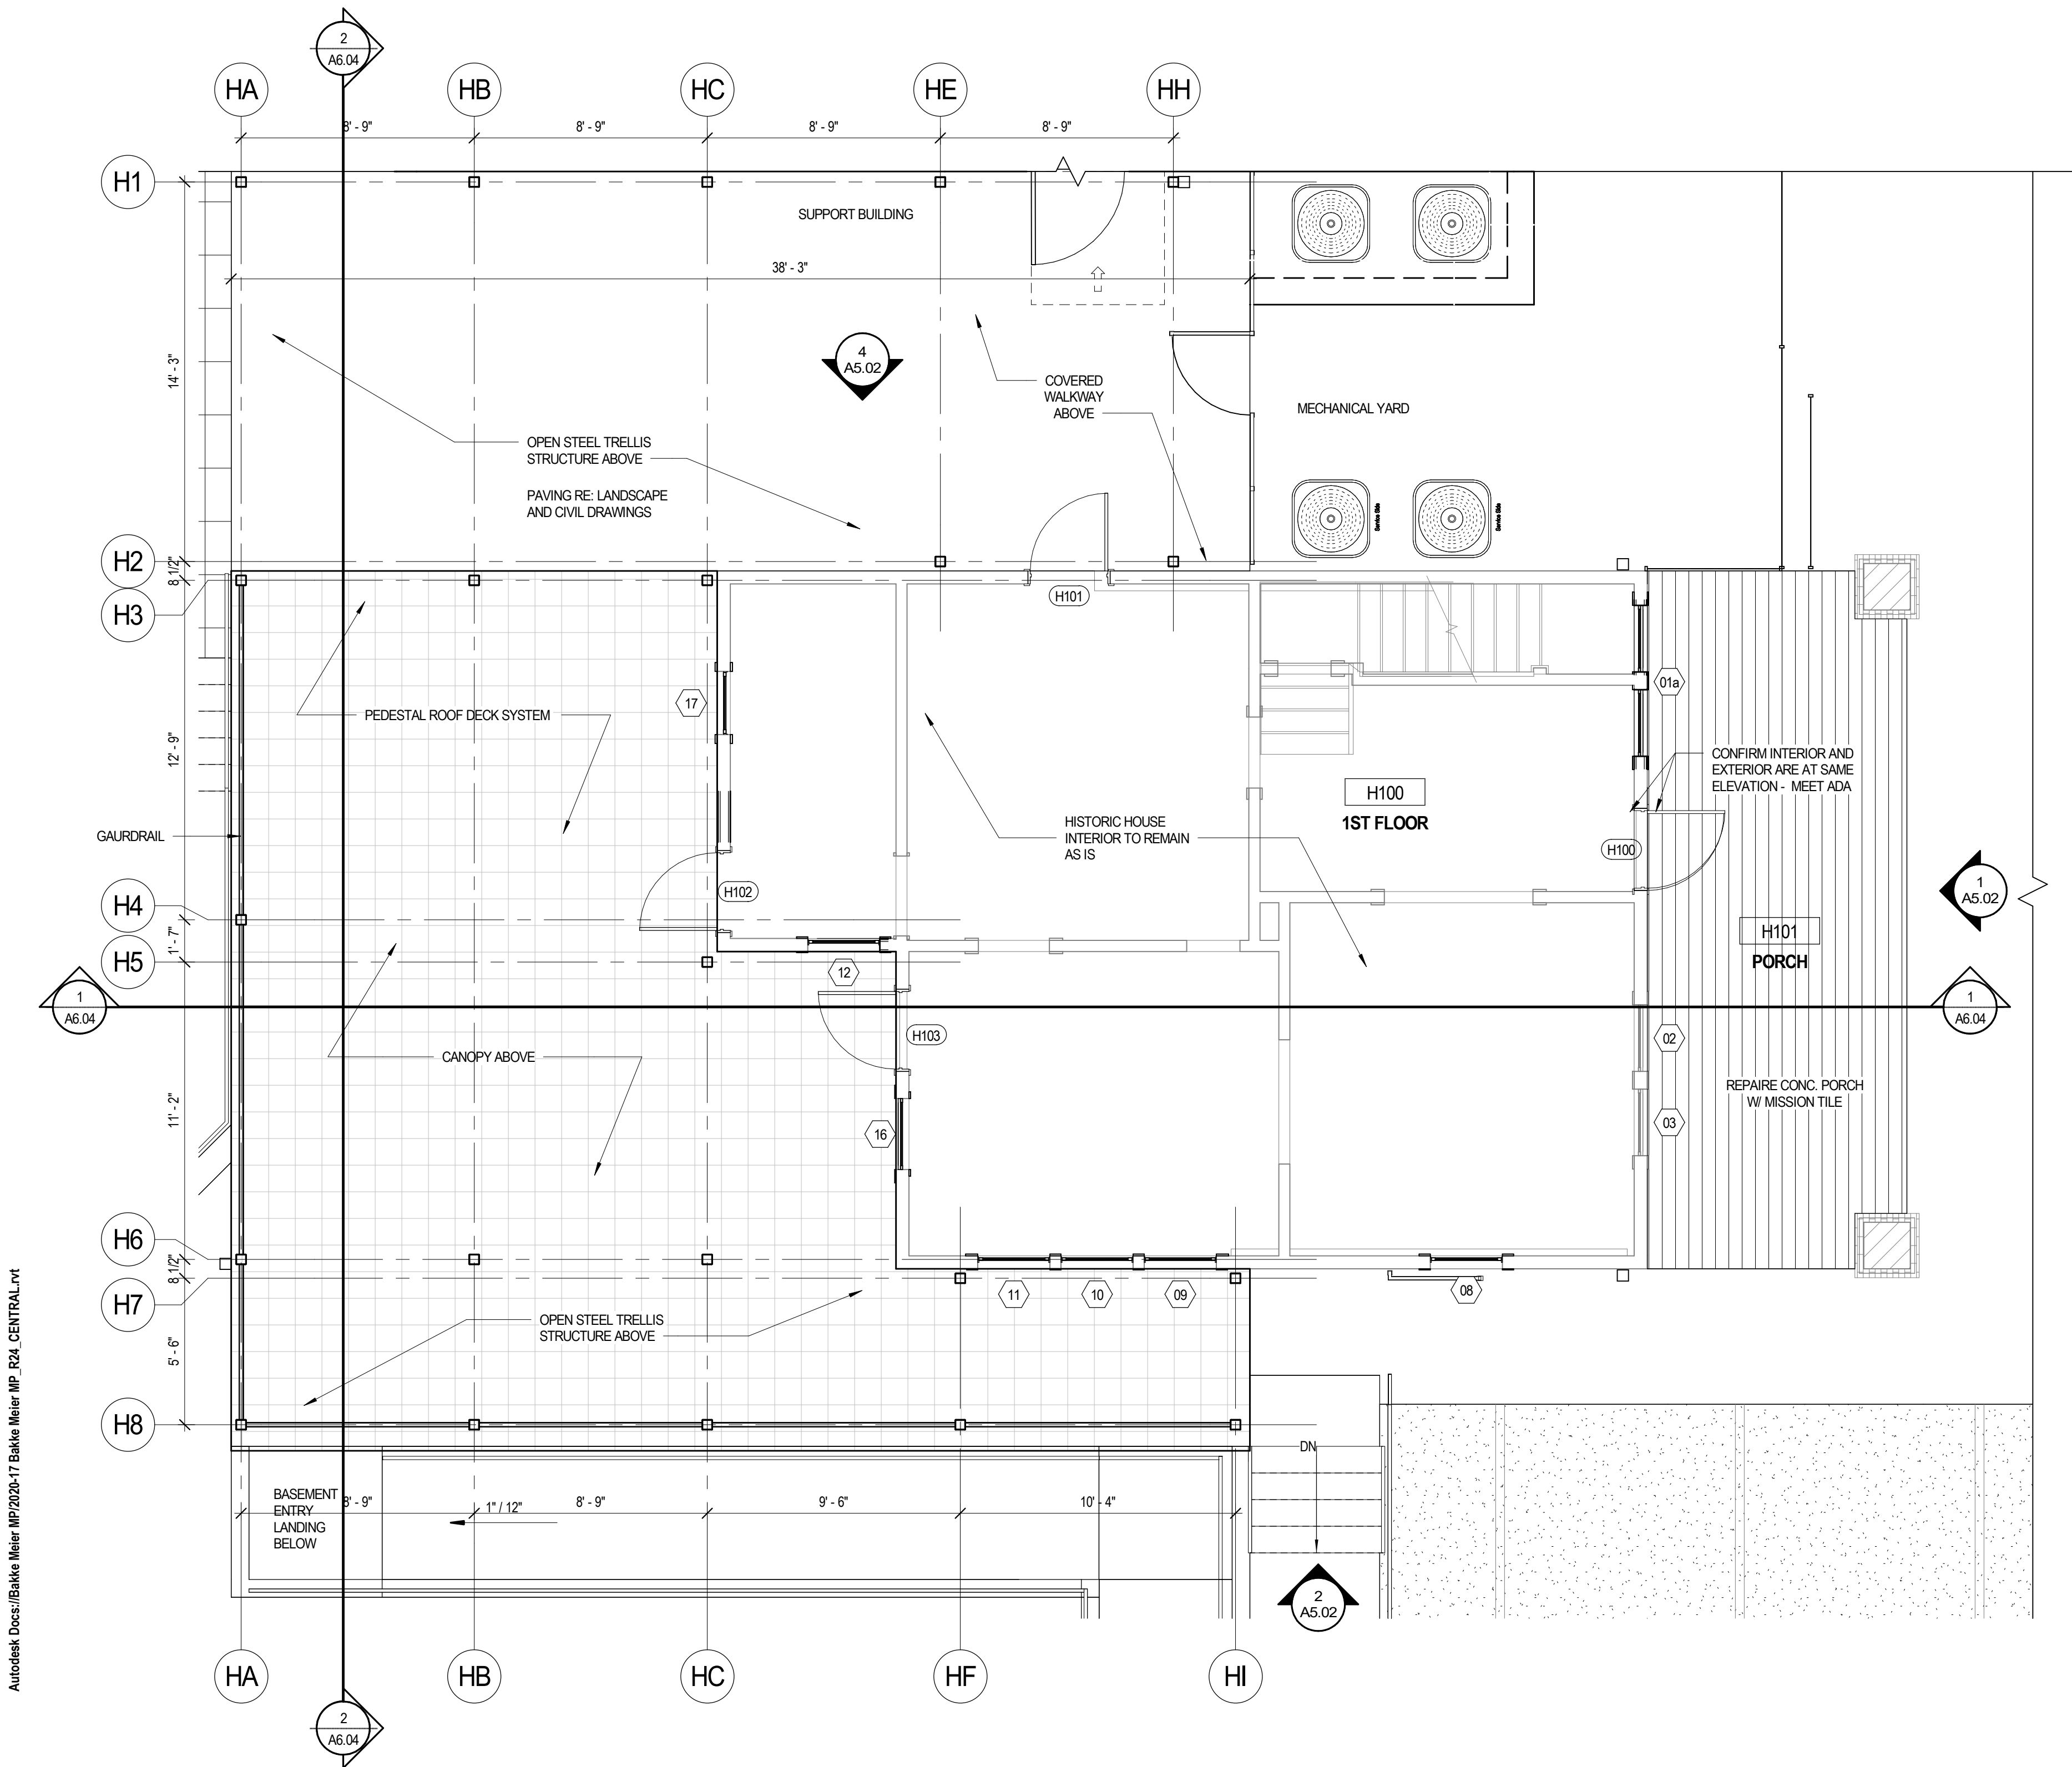 2
A6.04
HA
HB
HC
HE
HH
8' - 9"
8' - 9"
8' - 9"
8' - 9"
H1
SUPPORT BUILDING
38' - 3"
14' - 3"
4
A5.02
COVERED
WALKWAY
ABOVE
MECHANICAL YARD
OPEN STEEL TRELLIS
STRUCTURE ABOVE
PAVING RE: LANDSCAPE
AND CIVIL DRAWINGS
Service Side
Service Side
H2
8 1/2"
H3
H101
01a
17
PEDESTAL ROOF DECK SYSTEM
12' - 9"
CONFIRM INTERIOR AND
EXTERIOR ARE AT SAME
ELEVATION - MEET ADA
H100
1ST FLOOR
HISTORIC HOUSE
INTERIOR TO REMAIN
AS IS
GAURDRAIL
H100
H102
1
A5.02
H4
1' - 7"
H5
H101
PORCH
12
1
A6.04
1
A6.04
H103
02
CANOPY ABOVE
REPAIRE CONC. PORCH
W/ MISSION TILE
11' - 2"
03
16
H6
8 1/2"
H7
11
10
09
08
OPEN STEEL TRELLIS
STRUCTURE ABOVE
5' - 6"
H8
DN
BASEMENT
ENTRY
LANDING
BELOW
8' - 9"
1" / 12"
8' - 9"
9' - 6"
10' - 4"
2
A5.02
HA
HB
HC
HF
HI
2
A6.04
Autodesk Docs://Bakke Meier MP/2020-17 Bakke Meier MP_R24_CENTRAL.rvt